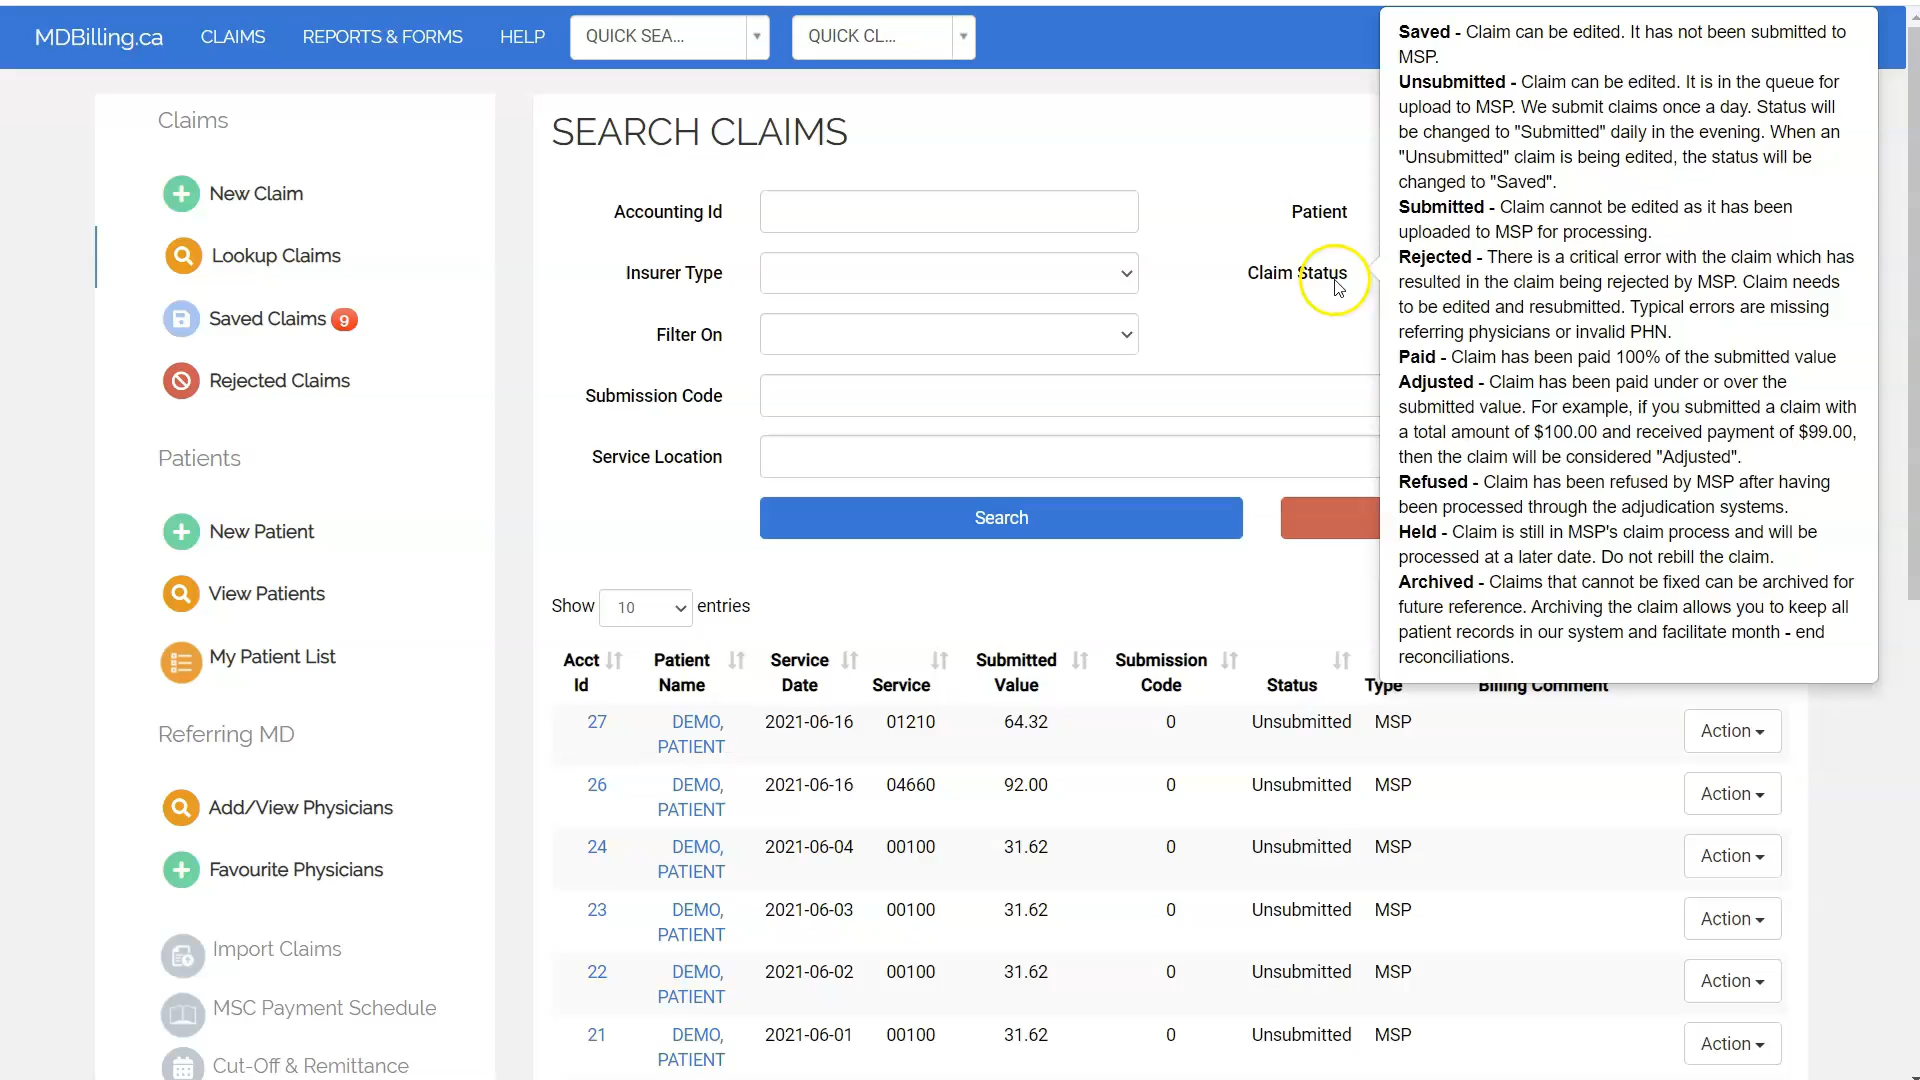 MDBilling.ca CLAIMS REPORTS & FORMS HELP QUICK SEA... QUICK CL...
Claims
New Claim
Lookup Claims
Saved Claims 9
Rejected Claims
Patients
New Patient
View Patients
My Patient List
Referring MD
Add/View Physicians
Favourite Physicians
Import Claims
MSC Payment Schedule
Cut-Off & Remittance
SEARCH CLAIMS
Accounting Id
Patient
Insurer Type
Claim Status
Filter On
Submission Code
Service Location
Search
Saved - Claim can be edited. It has not been submitted to
MSP.
Unsubmitted - Claim can be edited. It is in the queue for
upload to MSP. We submit claims once a day. Status will
be changed to "Submitted" daily in the evening. When an
"Unsubmitted" claim is being edited, the status will be
changed to "Saved".
Submitted - Claim cannot be edited as it has been
uploaded to MSP for processing.
Rejected - There is a critical error with the claim which has
resulted in the claim being rejected by MSP. Claim needs
to be edited and resubmitted. Typical errors are missing
referring physicians or invalid PHN.
Paid - Claim has been paid 100% of the submitted value
Adjusted - Claim has been paid under or over the
submitted value. For example, if you submitted a claim with
a total amount of $100.00 and received payment of $99.00,
then the claim will be considered "Adjusted".
Refused - Claim has been refused by MSP after having
been processed through the adjudication systems.
Held - Claim is still in MSP's claim process and will be
processed at a later date. Do not rebill the claim.
Archived - Claims that cannot be fixed can be archived for
future reference. Archiving the claim allows you to keep all
patient records in our system and facilitate month - end
reconciliations.
Show 10 entries
Acct Patient Service Submitted Submission
Id Name Date Service Value Code Status Type Billing Comment
27 DEMO, 2021-06-16 01210 64.32 0 Unsubmitted MSP Action
PATIENT
26 DEMO, 2021-06-16 04660 92.00 0 Unsubmitted MSP Action
PATIENT
24 DEMO, 2021-06-04 00100 31.62 0 Unsubmitted MSP Action
PATIENT
23 DEMO, 2021-06-03 00100 31.62 0 Unsubmitted MSP Action
PATIENT
22 DEMO, 2021-06-02 00100 31.62 0 Unsubmitted MSP Action
PATIENT
21 DEMO, 2021-06-01 00100 31.62 0 Unsubmitted MSP Action
PATIENT